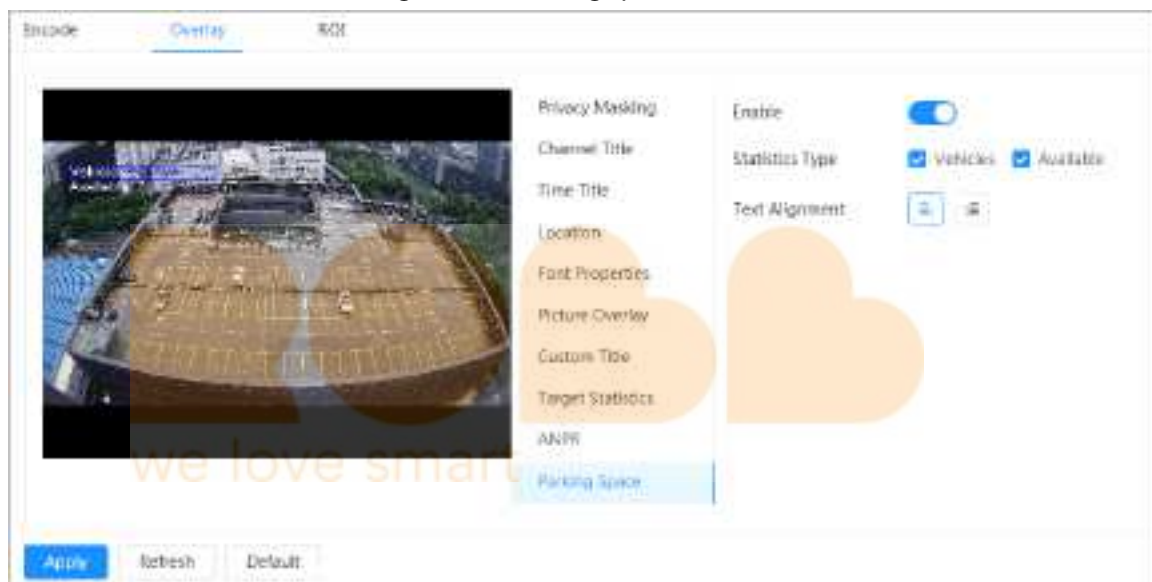 Encode Overlay ROI
Privacy Masking
Channel Title
Time Title
Location
Font Properties
Picture Overlay
Custom Title
Target Statistics
ANPR
Parking Space
Enable
Statistics Type Vehicles Available
Text Alignment
we love smart
Apply Refresh Default